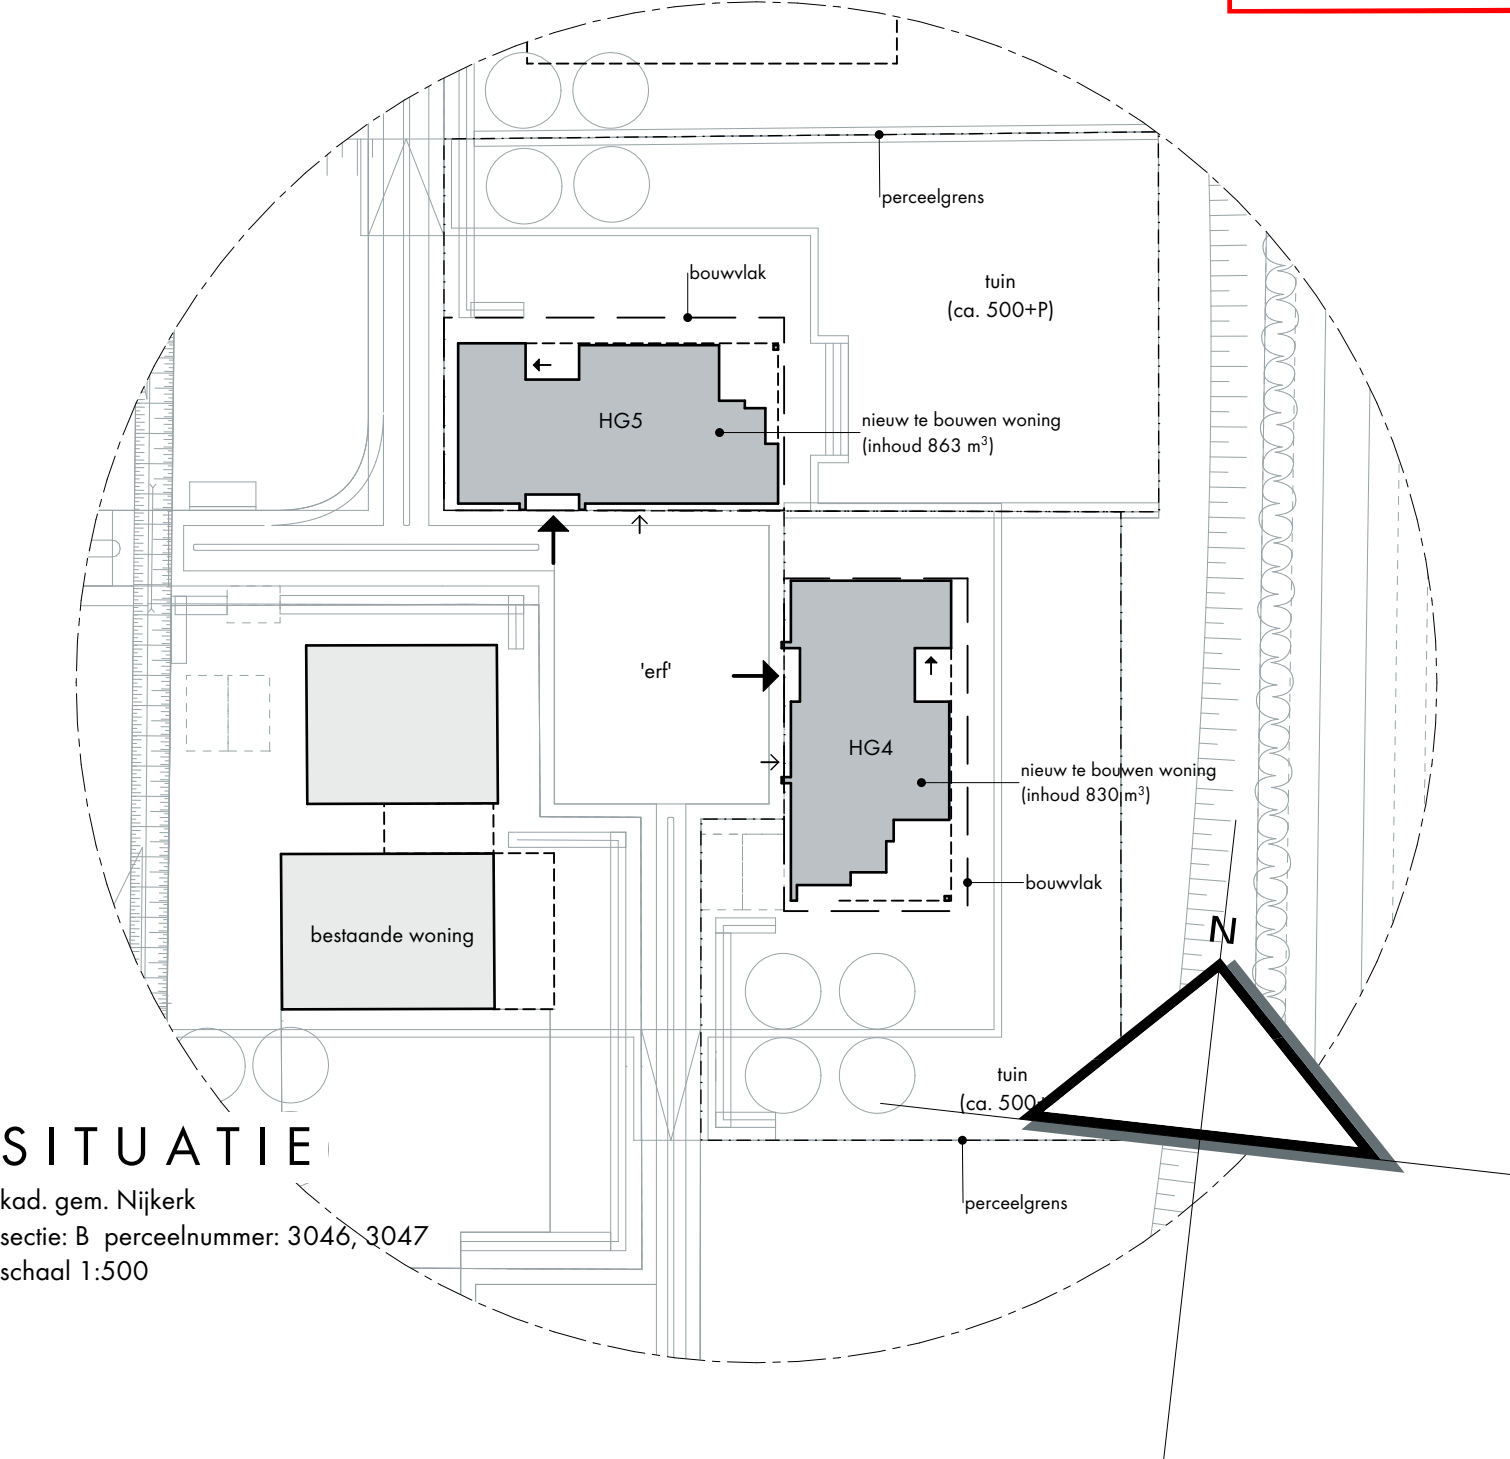 perceelgrens
bouwvlak
tuin
(ca. 500+P)
HG5
nieuw te bouwen woning
(inhoud 863 m³)
'erf'
HG4
nieuw te bouwen woning
(inhoud 830 m³)
bouwvlak
bestaande woning
N
tuin
(ca. 500
perceelgrens
SITUATIE
kad. gem. Nijkerk
sectie: B perceelnummer: 3046, 3047
schaal 1:500